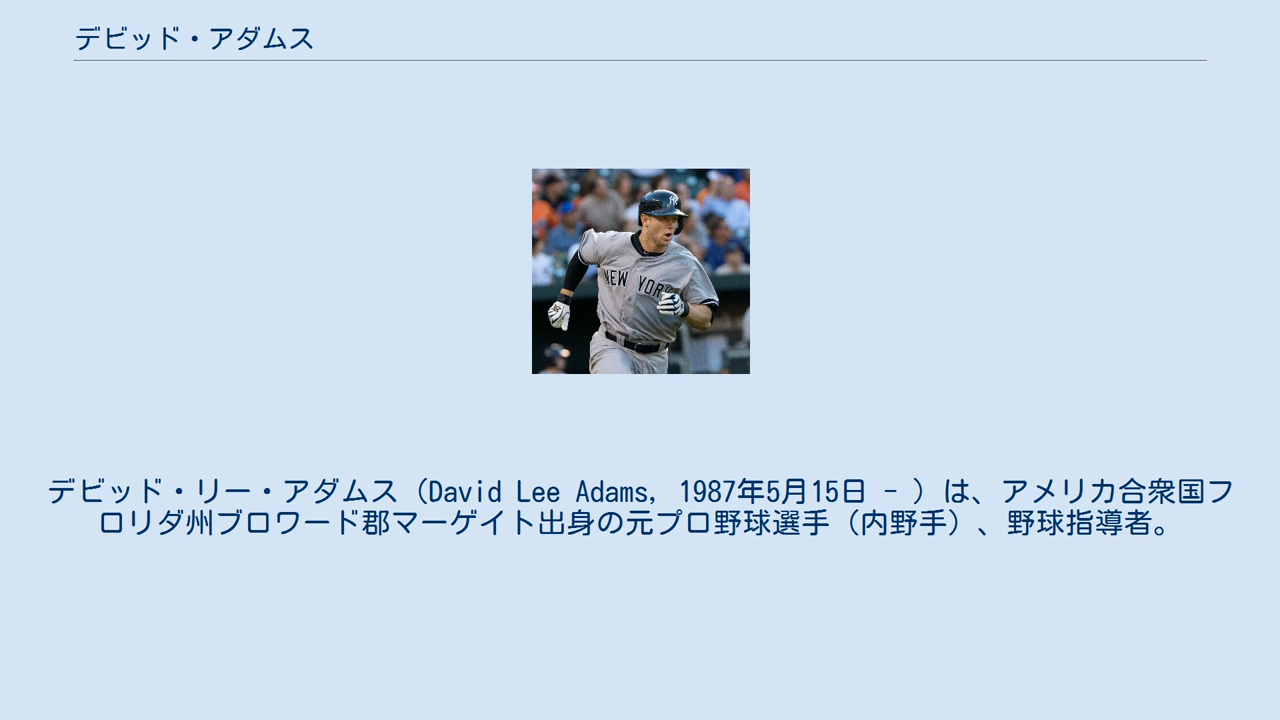 デビッド・アダムス
NEW YORK
デビッド・リー・アダムス（David Lee Adams, 1987年5月15日 - ）は、アメリカ合衆国フ
ロリダ州ブロワード郡マーゲイト出身の元プロ野球選手（内野手）、野球指導者。